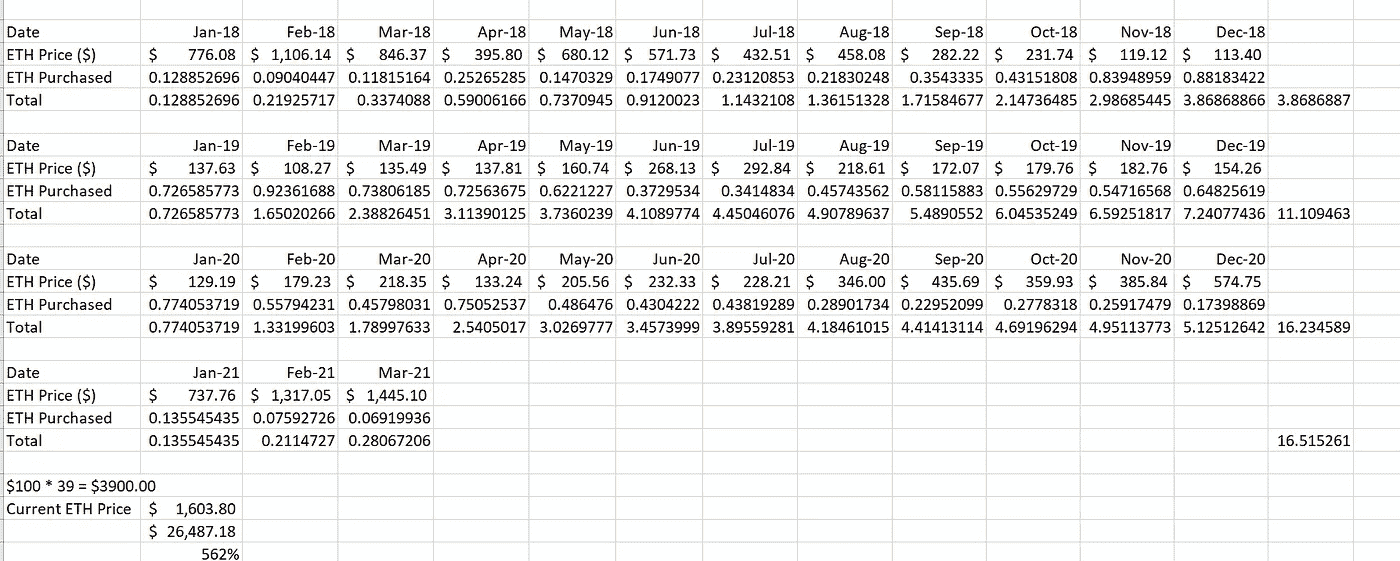 Date Jan-18 Feb-18 Mar-18 Apr-18 May-18 Jun-18 Jul-18 Aug-18 Sep-18 Oct-18 Nov-18 Dec-18
ETH Price ($) $ 776.08 $ 1,106.14 $ 846.37 $ 395.80 $ 680.12 $ 571.73 $ 432.51 $ 458.08 $ 282.22 $ 231.74 $ 119.12 $ 113.40
ETH Purchased 0.128852696 0.09040447 0.11815164 0.25265285 0.1470329 0.1749077 0.23120853 0.21830248 0.3543335 0.43151808 0.83948959 0.88183422
Total 0.128852696 0.21925717 0.3374088 0.59006166 0.7370945 0.9120023 1.1432108 1.36151328 1.71584677 2.14736485 2.98685445 3.86868866 3.8686887
Date Jan-19 Feb-19 Mar-19 Apr-19 May-19 Jun-19 Jul-19 Aug-19 Sep-19 Oct-19 Nov-19 Dec-19
ETH Price ($) $ 137.63 $ 108.27 $ 135.49 $ 137.81 $ 160.74 $ 268.13 $ 292.84 $ 218.61 $ 172.07 $ 179.76 $ 182.76 $ 154.26
ETH Purchased 0.726585773 0.92361688 0.73806185 0.72563675 0.6221227 0.3729534 0.3414834 0.45743562 0.58115883 0.55629729 0.54716568 0.64825619
Total 0.726585773 1.65020266 2.38826451 3.11390125 3.7360239 4.1089774 4.45046076 4.90789637 5.4890552 6.04535249 6.59251817 7.24077436 11.109463
Date Jan-20 Feb-20 Mar-20 Apr-20 May-20 Jun-20 Jul-20 Aug-20 Sep-20 Oct-20 Nov-20 Dec-20
ETH Price ($) $ 129.19 $ 179.23 $ 218.35 $ 133.24 $ 205.56 $ 232.33 $ 228.21 $ 346.00 $ 435.69 $ 359.93 $ 385.84 $ 574.75
ETH Purchased 0.774053719 0.55794231 0.45798031 0.75052537 0.486476 0.4304222 0.43819289 0.28901734 0.22952099 0.2778318 0.25917479 0.17398869
Total 0.774053719 1.33199603 1.78997633 2.5405017 3.0269777 3.4573999 3.89559281 4.18461015 4.41413114 4.69196294 4.95113773 5.12512642 16.234589
Date Jan-21 Feb-21 Mar-21
ETH Price ($) $ 737.76 $ 1,317.05 $ 1,445.10
ETH Purchased 0.135545435 0.07592726 0.06919936
Total 0.135545435 0.2114727 0.28067206 16.515261
$100 * 39 = $3900.00
Current ETH Price $ 1,603.80
$ 26,487.18
562%